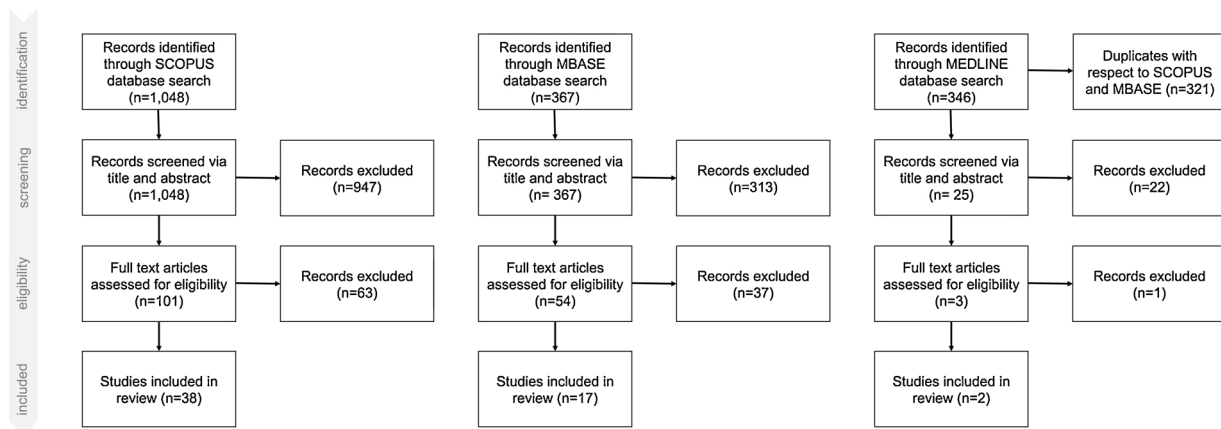 identification
Records identified
through SCOPUS
database search
(n=1,048)
Records identified
through MBASE
database search
(n=367)
Records identified
through MEDLINE
database search
(n=346)
Duplicates with
respect to SCOPUS
and MBASE (n=321)
screening
Records screened via
title and abstract
(n=1,048)
Records excluded
(n=947)
Records screened via
title and abstract
(n= 367)
Records excluded
(n=313)
Records screened via
title and abstract
(n= 25)
Records excluded
(n=22)
eligibility
Full text articles
assessed for eligibility
(n=101)
Records excluded
(n=63)
Full text articles
assessed for eligibility
(n=54)
Records excluded
(n=37)
Full text articles
assessed for eligibility
(n=3)
Records excluded
(n=1)
included
Studies included in
review (n=38)
Studies included in
review (n=17)
Studies included in
review (n=2)